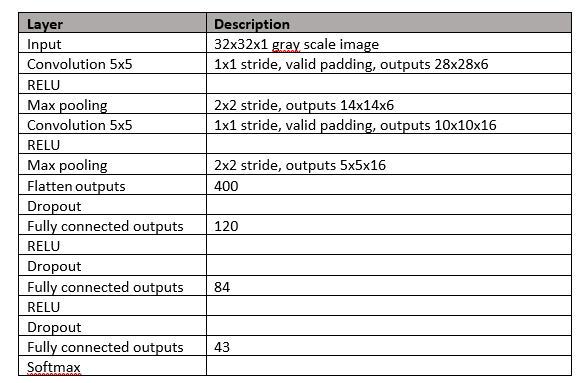 Layer Description
Input 32x32x1 gray scale image
Convolution 5x5 1x1 stride, valid padding, outputs 28x28x6
RELU
Max pooling 2x2 stride, outputs 14x14x6
Convolution 5x5 1x1 stride, valid padding, outputs 10x10x16
RELU
Max pooling 2x2 stride, outputs 5x5x16
Flatten outputs 400
Dropout
Fully connected outputs 120
RELU
Dropout
Fully connected outputs 84
RELU
Dropout
Fully connected outputs 43
Softmax